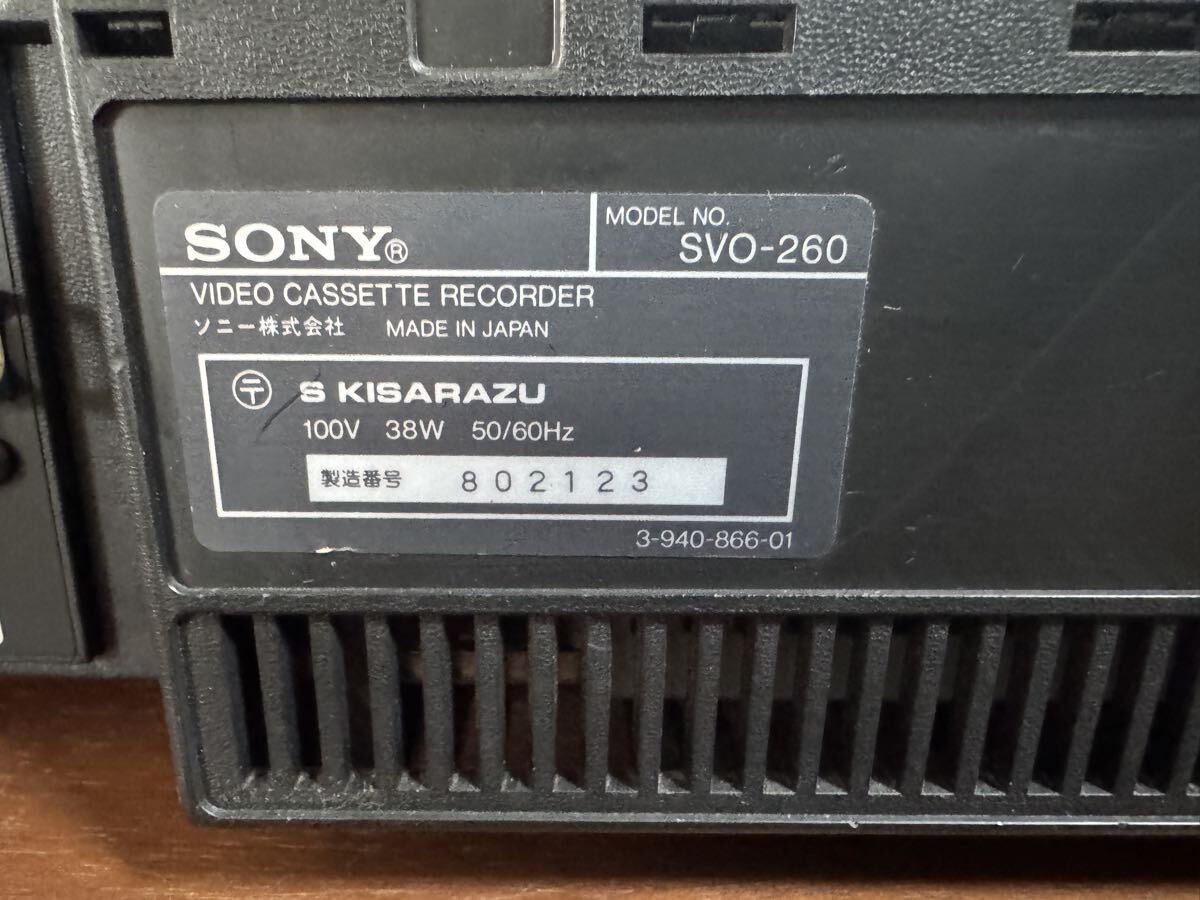 SONY®
MODEL NO.
SVO-260
VIDEO CASSETTE RECORDER
ソニー株式会社 MADE IN JAPAN
〒 S KISARAZU
100V 38W 50/60Hz
製造番号 802123
3-940-866-01